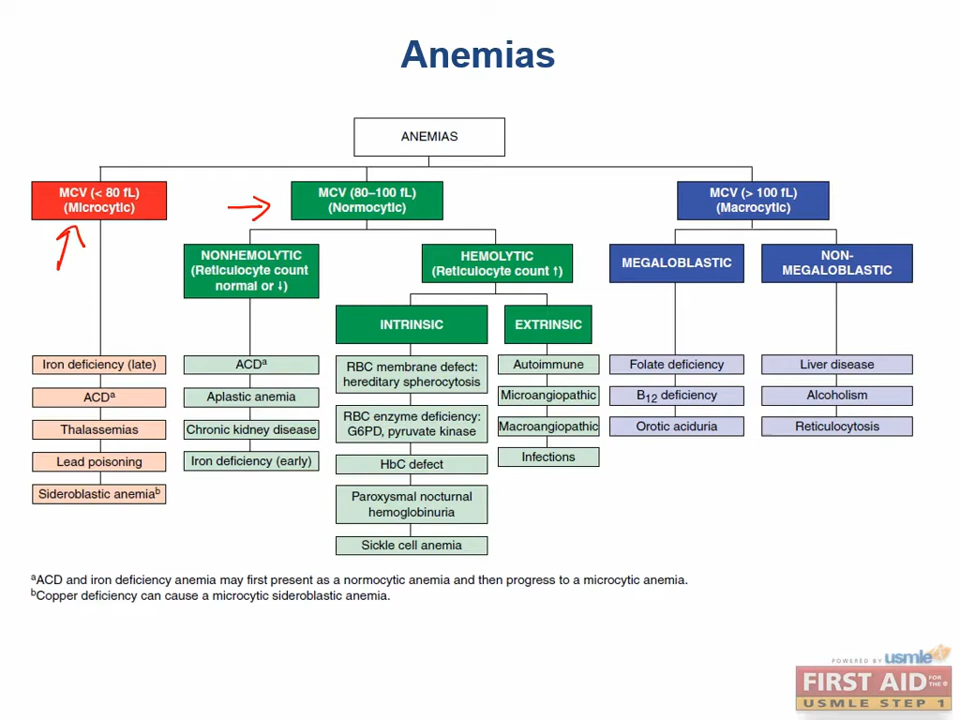 Anemias
ANEMIAS
MCV (< 80 fL)
(Microcytic)
MCV (80–100 fL)
(Normocytic)
MCV (> 100 fL)
(Macrocytic)
NONHEMOLYTIC
(Reticulocyte count
normal or ↓)
HEMOLYTIC
(Reticulocyte count ↑)
MEGALOBLASTIC
NON-
MEGALOBLASTIC
INTRINSIC
EXTRINSIC
Iron deficiency (late)
ACDᵃ
Thalassemias
Lead poisoning
Sideroblastic anemiaᵇ
ACDᵃ
Aplastic anemia
Chronic kidney disease
Iron deficiency (early)
RBC membrane defect:
hereditary spherocytosis
RBC enzyme deficiency:
G6PD, pyruvate kinase
HbC defect
Paroxysmal nocturnal
hemoglobinuria
Sickle cell anemia
Autoimmune
Microangiopathic
Macroangiopathic
Infections
Folate deficiency
B₁₂ deficiency
Orotic aciduria
Liver disease
Alcoholism
Reticulocytosis
ᵃACD and iron deficiency anemia may first present as a normocytic anemia and then progress to a microcytic anemia.
ᵇCopper deficiency can cause a microcytic sideroblastic anemia.
POWERED BY usmle
FIRST AID FOR THE ®
USMLE STEP 1